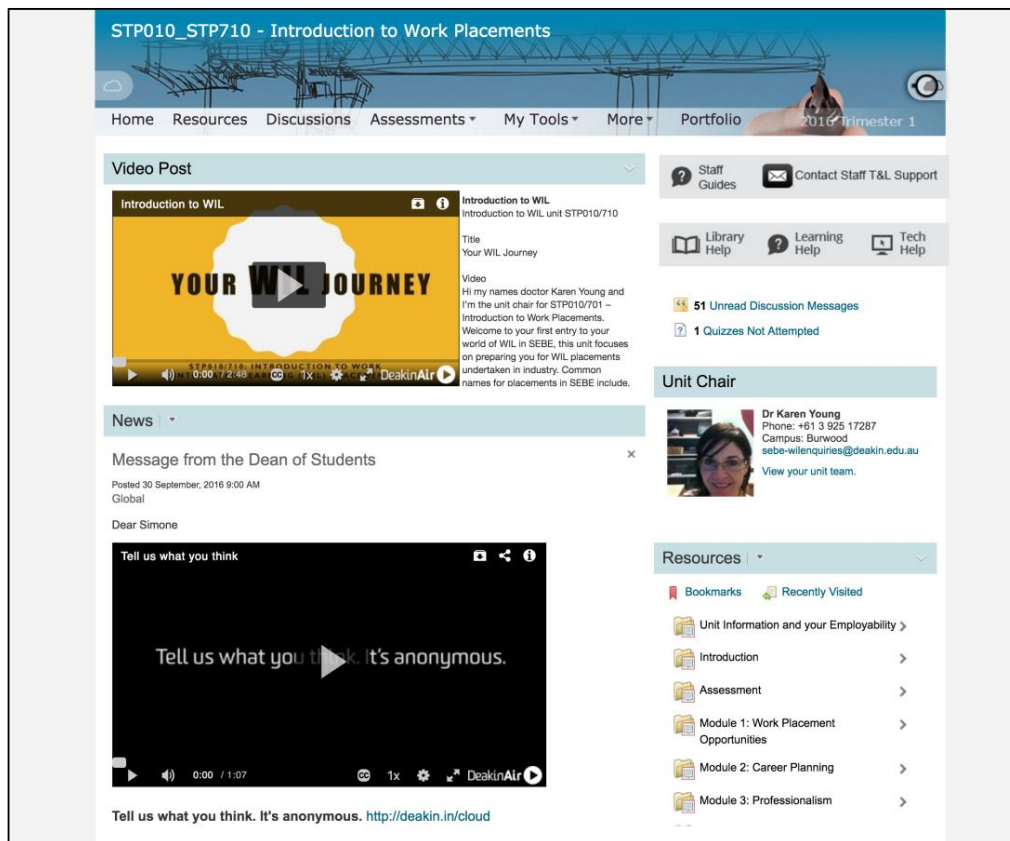 STP010_STP710 - Introduction to Work Placements
Home Resources Discussions Assessments My Tools More Portfolio 2016 Trimester 1
Video Post
Introduction to WIL
YOUR WIL JOURNEY
STP010/710: INTRODUCTION TO WORK
0:00 / 2:48 CC 1x DeakinAir
Introduction to WIL
Introduction to WIL unit STP010/710
Title
Your WIL Journey
Video
Hi my names doctor Karen Young and
I'm the unit chair for STP010/701 –
Introduction to Work Placements.
Welcome to your first entry to your
world of WIL in SEBE, this unit focuses
on preparing you for WIL placements
undertaken in industry. Common
names for placements in SEBE include.
News
Message from the Dean of Students
Posted 30 September, 2016 9:00 AM
Global
Dear Simone
Tell us what you think
Tell us what you think. It's anonymous.
0:00 / 1:07 CC 1x DeakinAir
Tell us what you think. It's anonymous. http://deakin.in/cloud
Staff
Guides
Contact Staff T&L Support
Library
Help
Learning
Help
Tech
Help
51 Unread Discussion Messages
1 Quizzes Not Attempted
Unit Chair
Dr Karen Young
Phone: +61 3 925 17287
Campus: Burwood
sebe-wilenquiries@deakin.edu.au
View your unit team.
Resources
Bookmarks Recently Visited
Unit Information and your Employability
Introduction
Assessment
Module 1: Work Placement
Opportunities
Module 2: Career Planning
Module 3: Professionalism